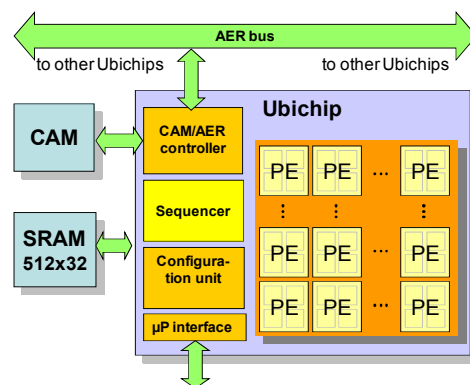 AER bus
to other Ubichips
to other Ubichips
Ubichip
CAM
CAM/AER
controller
PE PE ... PE
Sequencer
SRAM
512x32
Configura-
tion unit
PE PE ... PE
µP interface
PE PE ... PE